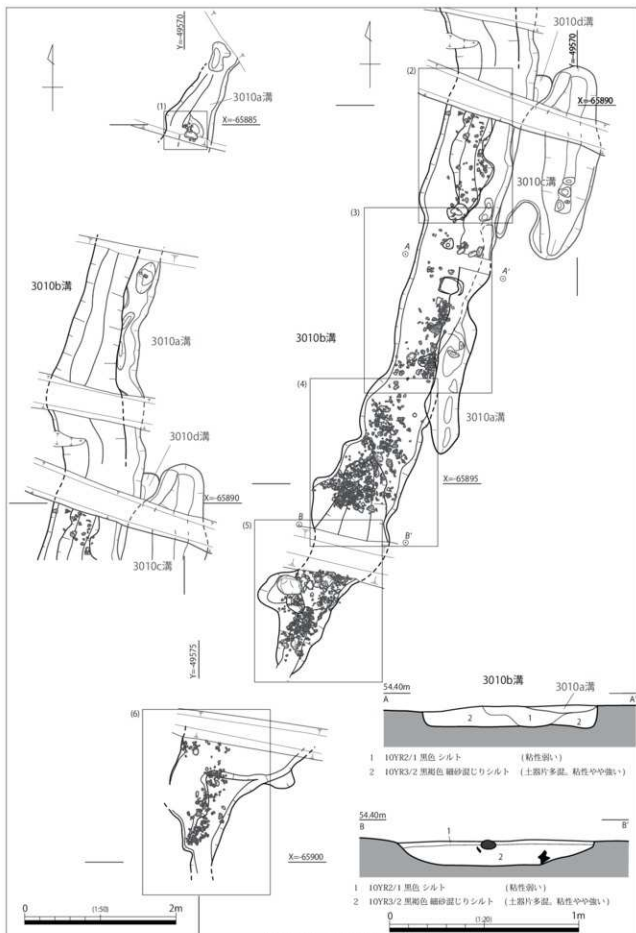 Y=-49570
3010a溝
(1)
X=-65885
3010b溝
3010a溝
3010d溝
X=-65890
3010c溝
Y=-49570
3010d溝
(2)
X=-65890
3010c溝
(3)
A
A'
3010b溝
(4)
3010a溝
X=-65895
B
B'
(5)
Y=-49575
(6)
X=-65900
0
(1:50)
2m
3010b溝
54.40m
3010a溝
A
A'
2
1
2
1 10YR2/1 黒色 シルト (粘性弱い)
2 10YR3/2 黒褐色 細砂混じりシルト (土器片多混。粘性やや強い)
54.40m
B
B'
1
2
1 10YR2/1 黒色 シルト (粘性弱い)
2 10YR3/2 黒褐色 細砂混じりシルト (土器片多混。粘性やや強い)
0
(1:20)
1m